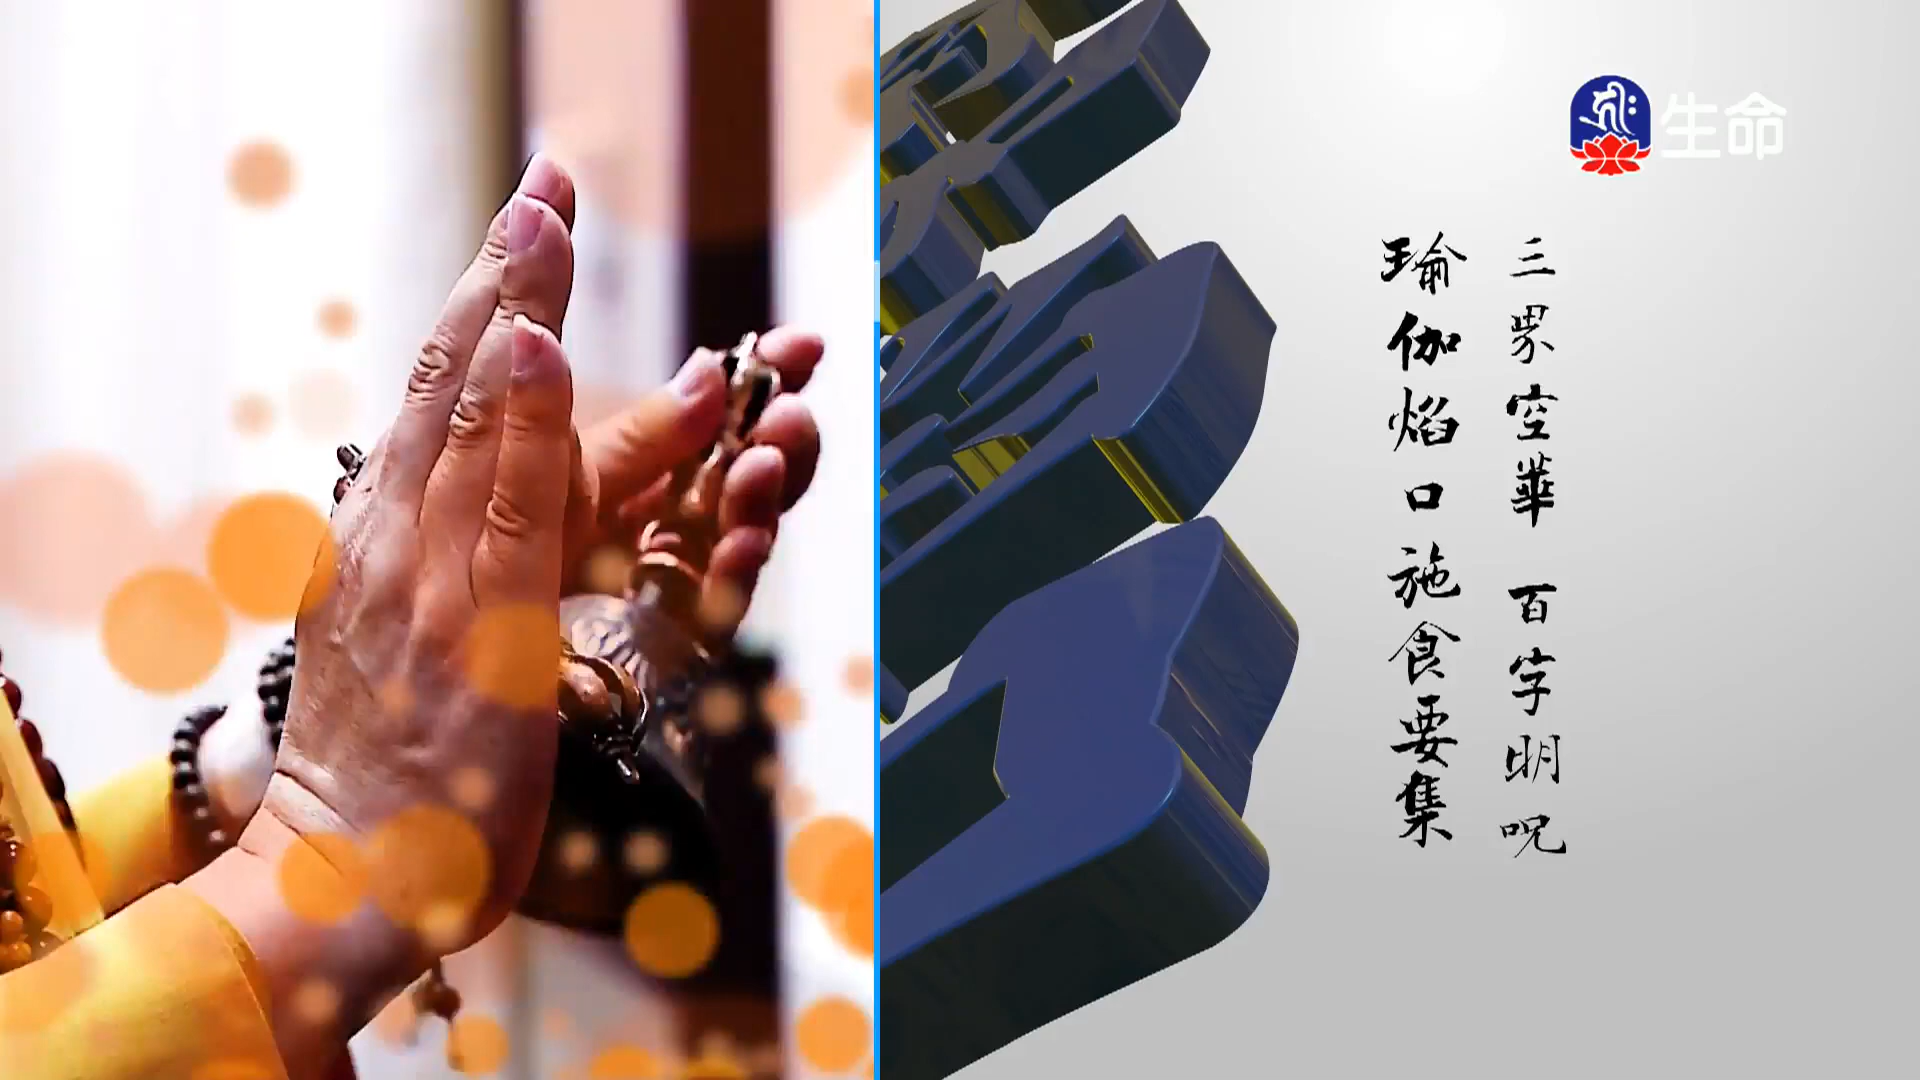 生命
三界空華 百字明呪
瑜伽焰口施食要集